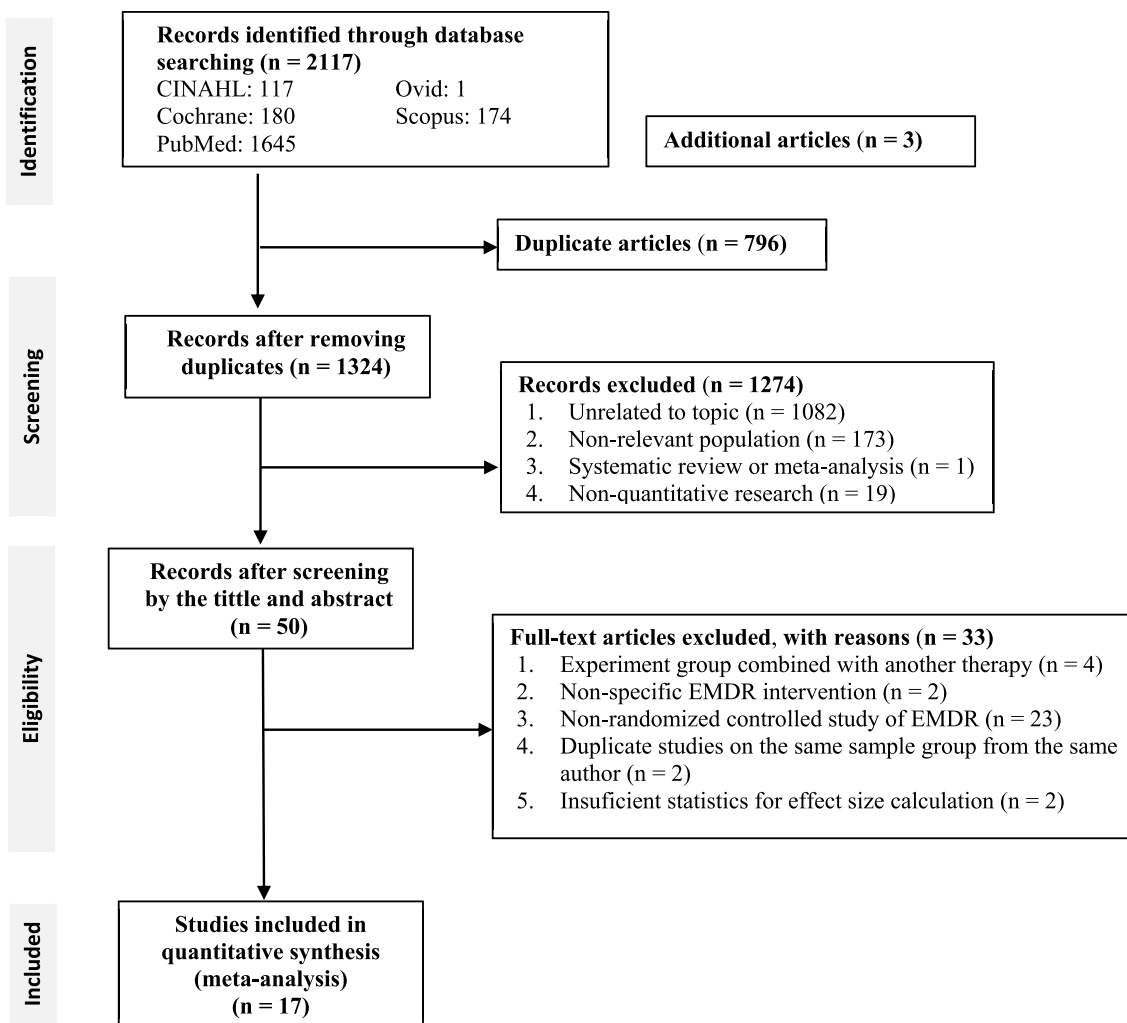 Identification
Records identified through database
searching (n = 2117)
CINAHL: 117 Ovid: 1
Cochrane: 180 Scopus: 174
PubMed: 1645
Additional articles (n = 3)
Duplicate articles (n = 796)
Screening
Records after removing
duplicates (n = 1324)
Records excluded (n = 1274)
1. Unrelated to topic (n = 1082)
2. Non-relevant population (n = 173)
3. Systematic review or meta-analysis (n = 1)
4. Non-quantitative research (n = 19)
Eligibility
Records after screening
by the tittle and abstract
(n = 50)
Full-text articles excluded, with reasons (n = 33)
1. Experiment group combined with another therapy (n = 4)
2. Non-specific EMDR intervention (n = 2)
3. Non-randomized controlled study of EMDR (n = 23)
4. Duplicate studies on the same sample group from the same
author (n = 2)
5. Insuficient statistics for effect size calculation (n = 2)
Included
Studies included in
quantitative synthesis
(meta-analysis)
(n = 17)